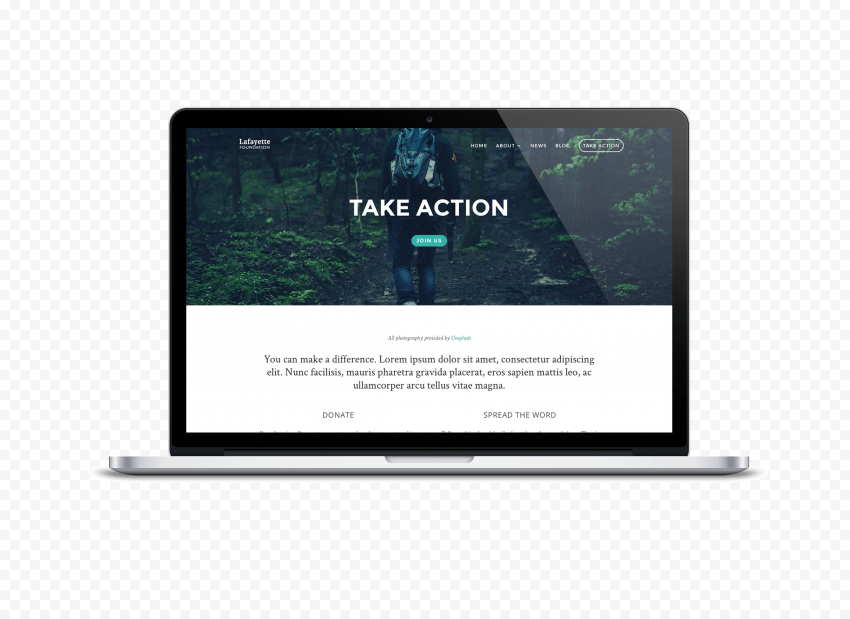 Lafayette
FOUNDATION
HOME ABOUT NEWS BLOG TAKE ACTION
TAKE ACTION
JOIN US
All photography provided by Unsplash
You can make a difference. Lorem ipsum dolor sit amet, consectetur adipiscing
elit. Nunc facilisis, mauris pharetra gravida placerat, eros sapien mattis leo, ac
ullamcorper arcu tellus vitae magna.
DONATE SPREAD THE WORD